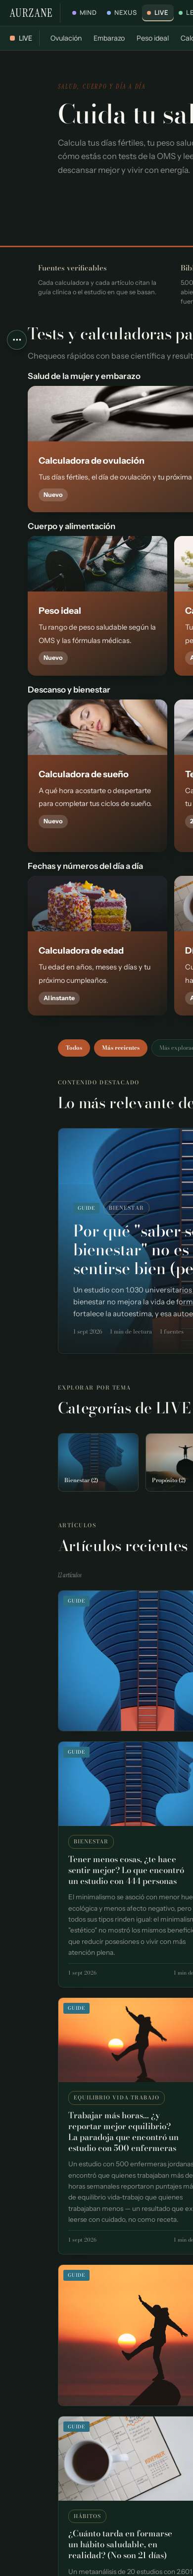 AURZANE
MIND
NEXUS
LIVE
LIVE
Ovulación
Embarazo
Peso ideal
SALUD, CUERPO Y DÍA A DÍA
Cuida tu sal
Calcula tus días fértiles, tu peso salud
cómo estás con tests de la OMS y lee
descansar mejor y vivir con energía.
Fuentes verificables
Cada calculadora y cada artículo citan la
guía clínica o el estudio en que se basan.
Tests y calculadoras pa
Chequeos rápidos con base científica y result
Salud de la mujer y embarazo
Calculadora de ovulación
Tus días fértiles, el día de ovulación y tu próxima
Nuevo
Cuerpo y alimentación
Peso ideal
Tu rango de peso saludable según la
OMS y las fórmulas médicas.
Nuevo
Descanso y bienestar
Calculadora de sueño
A qué hora acostarte o despertarte
para completar tus ciclos de sueño.
Nuevo
Fechas y números del día a día
Calculadora de edad
Tu edad en años, meses y días y tu
próximo cumpleaños.
Al instante
Todos
Más recientes
CONTENIDO DESTACADO
Lo más relevante de
GUIDE
BIENESTAR
Por qué "saber s
bienestar" no es
sentirse bien (pe
Un estudio con 1.030 universitarios
bienestar no mejora la vida de form
fortalece la autoestima, y esa autoe
1 sept 2026
1 min de lectura
1 fuentes
EXPLORAR POR TEMA
Categorías de LIVE
Bienestar (2)
Propósito (2)
ARTÍCULOS
Artículos recientes
GUIDE
GUIDE
BIENESTAR
Tener menos cosas, ¿te hace
sentir mejor? Lo que encontró
un estudio con 444 personas
El minimalismo se asoció con menor hue
ecológica y menos afecto negativo, pero
todos sus tipos rinden igual: el minimalism
"estético" no mostró los mismos benefici
que reducir posesiones o vivir con más
atención plena.
1 sept 2026
GUIDE
EQUILIBRIO VIDA TRABAJO
Trabajar más horas... ¿y
reportar mejor equilibrio?
La paradoja que encontró un
estudio con 500 enfermeras
Un estudio con 500 enfermeras jordanas
encontró que quienes trabajaban más de
horas semanales reportaron puntajes má
de equilibrio vida-trabajo que quienes
trabajaban menos — un resultado que ex
leerse con cuidado, no como receta.
1 sept 2026
GUIDE
GUIDE
HÁBITOS
¿Cuánto tarda en formarse
un hábito saludable, en
realidad? (No son 21 días)
Un metaanálisis de 20 estudios con 2.601